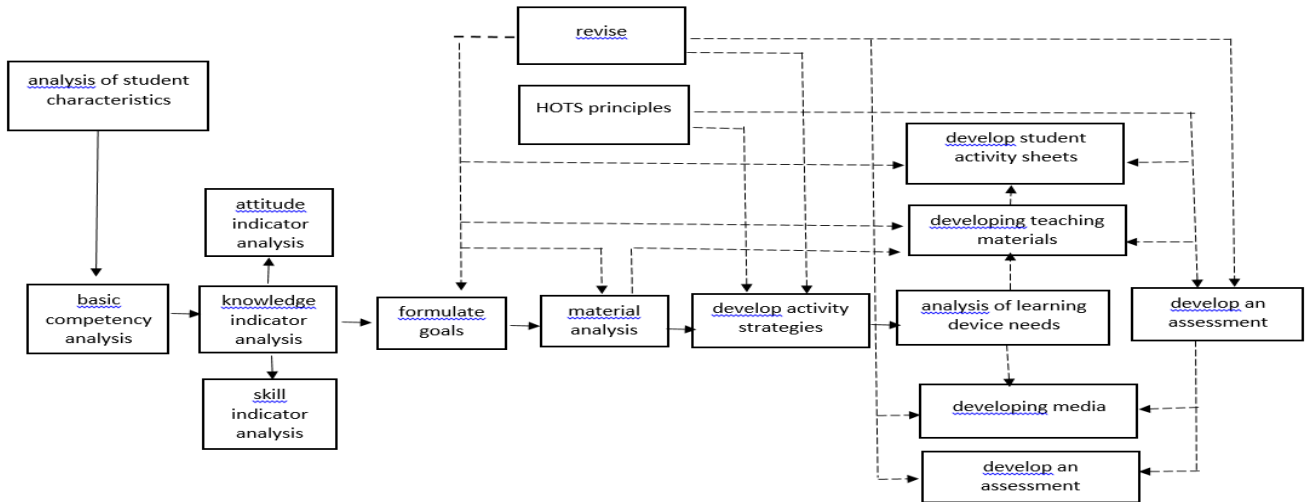 revise
analysis of student
characteristics
HOTS principles
develop student
activity sheets
attitude
indicator
analysis
developing teaching
materials
basic
competency
analysis
knowledge
indicator
analysis
formulate
goals
material
analysis
develop activity
strategies
analysis of learning
device needs
develop an
assessment
skill
indicator
analysis
developing media
develop an
assessment